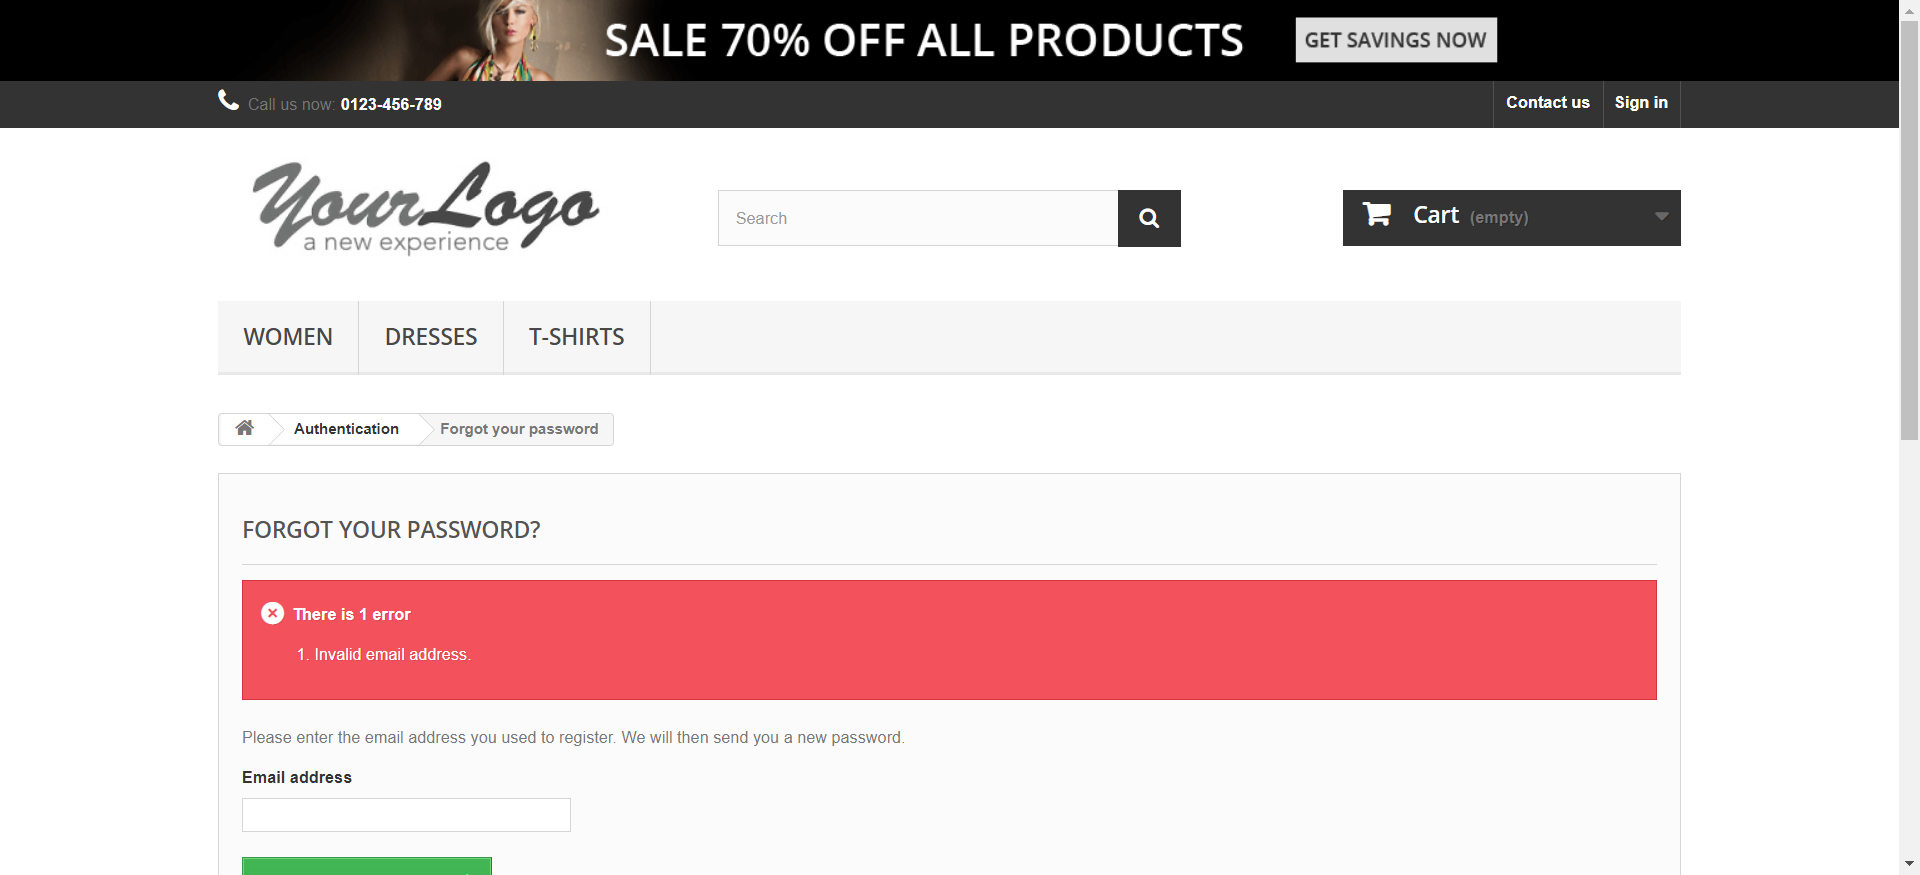 SALE 70% OFF ALL PRODUCTS
GET SAVINGS NOW
Call us now: 0123-456-789
Contact us
Sign in
Your Logo
a new experience
Search
Cart (empty)
WOMEN
DRESSES
T-SHIRTS
Authentication
Forgot your password
FORGOT YOUR PASSWORD?
There is 1 error
1. Invalid email address.
Please enter the email address you used to register. We will then send you a new password.
Email address